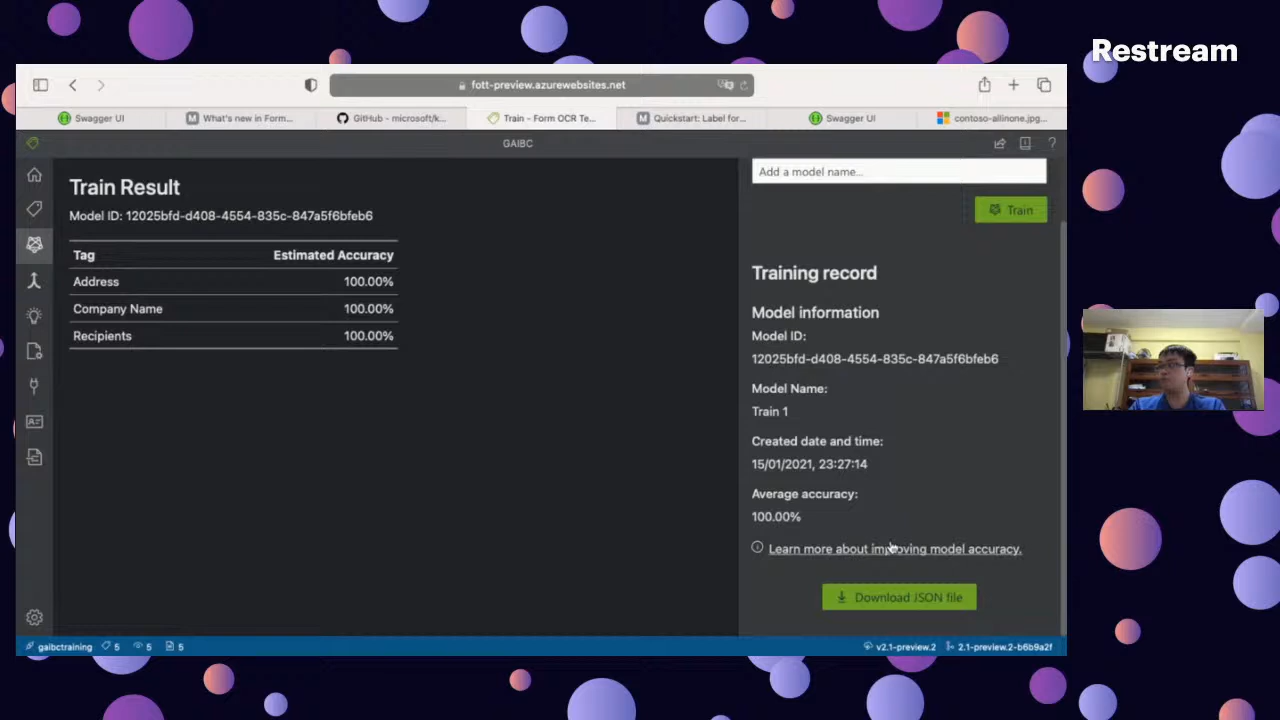 Restream
fott-preview.azurewebsites.net
Swagger UI
What's new in Form...
GitHub - microsoft/k...
Train - Form OCR Te...
Quickstart: Label for...
Swagger UI
contoso-allinone.jpg...
GAIBC
Train Result
Model ID: 12025bfd-d408-4554-835c-847a5f6bfeb6
Tag Estimated Accuracy
Address 100.00%
Company Name 100.00%
Recipients 100.00%
Add a model name...
Train
Training record
Model information
Model ID:
12025bfd-d408-4554-835c-847a5f6bfeb6
Model Name:
Train 1
Created date and time:
15/01/2021, 23:27:14
Average accuracy:
100.00%
Learn more about improving model accuracy.
Download JSON file
gaibctraining 5 5 5
v2.1-preview.2 2.1-preview.2-b6b9a2f